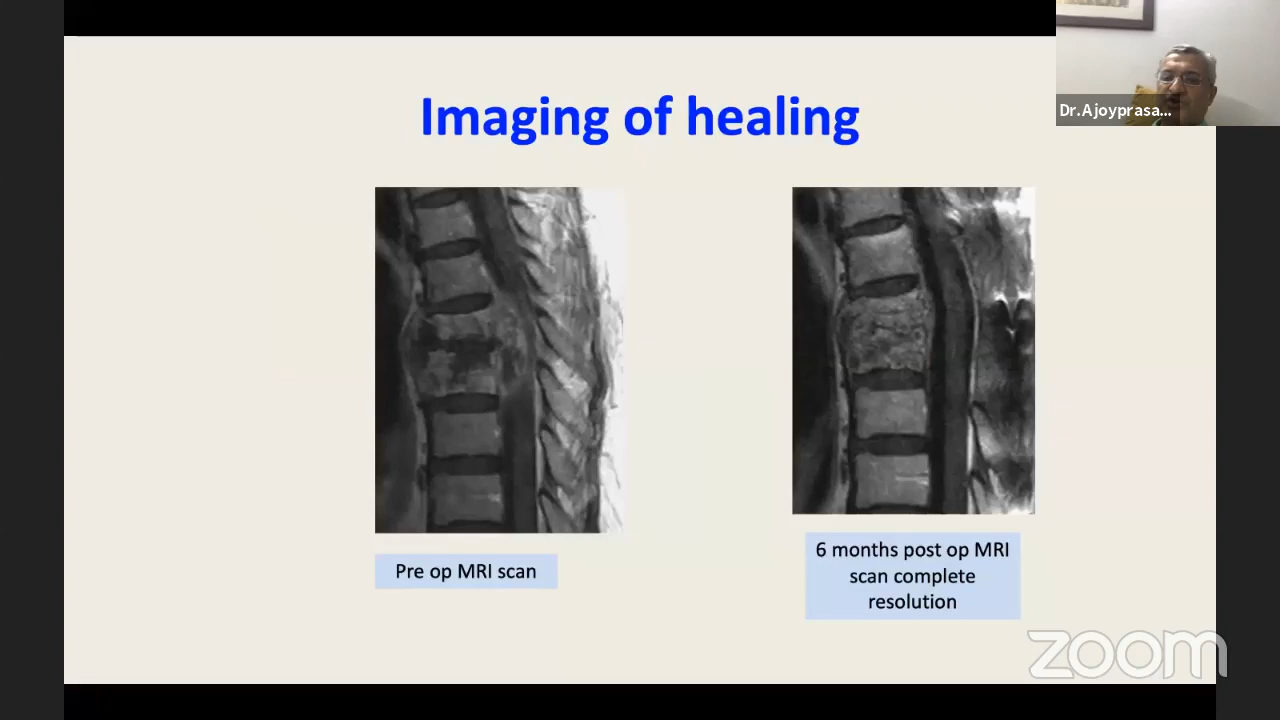 Imaging of healing
Dr.Ajoyprasa...
Pre op MRI scan
6 months post op MRI
scan complete
resolution
zoom